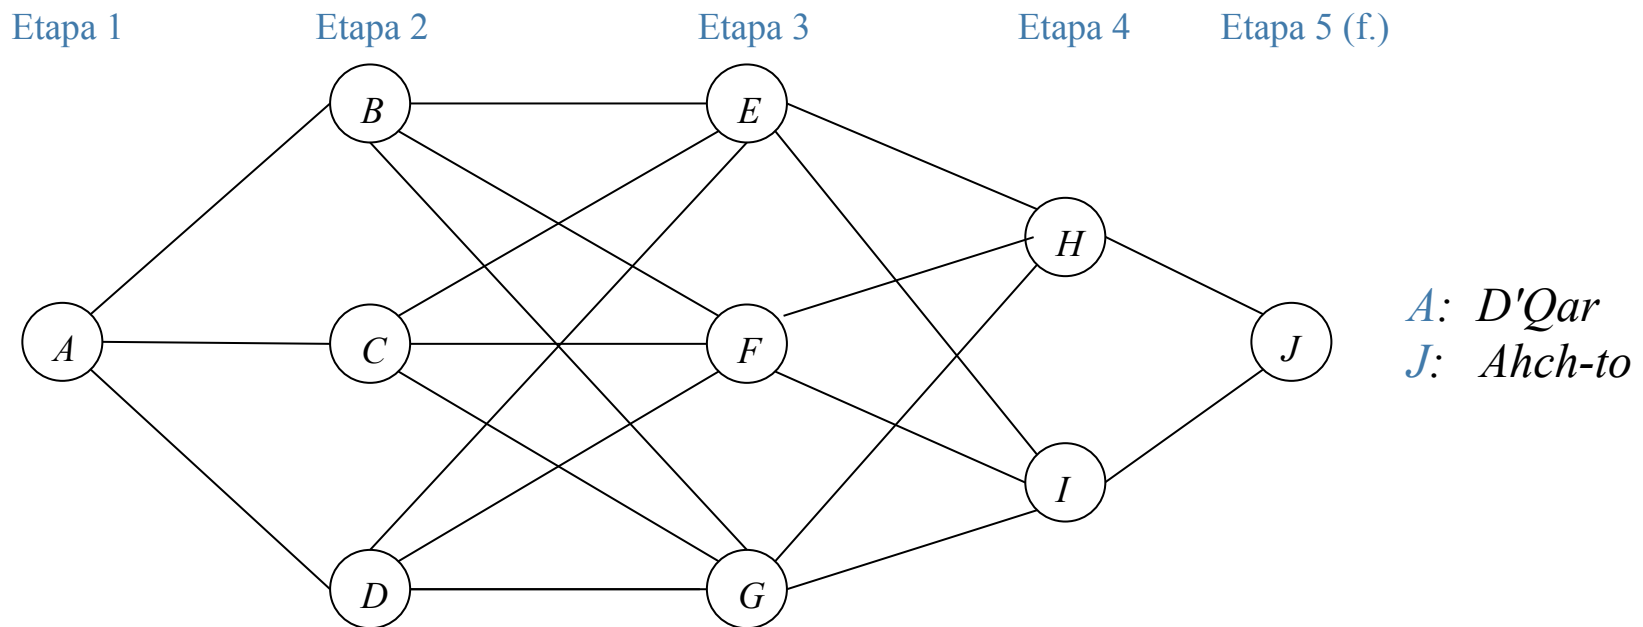 Etapa 1 Etapa 2 Etapa 3 Etapa 4 Etapa 5 (f.)
B E
H
A: D'Qar
A C F J
J: Ahch-to
I
D G